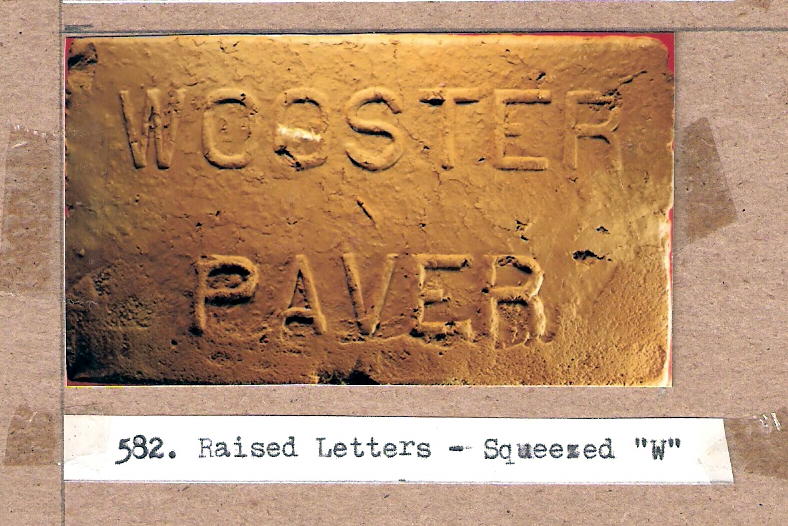 WOOSTER
PAVER
582. Raised Letters - Squeezed "W"